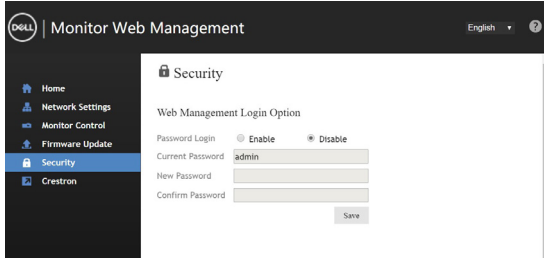 DELL | Monitor Web Management
English
?
Home
Network Settings
Monitor Control
Firmware Update
Security
Crestron
Security
Web Management Login Option
Password Login Enable Disable
Current Password admin
New Password
Confirm Password
Save